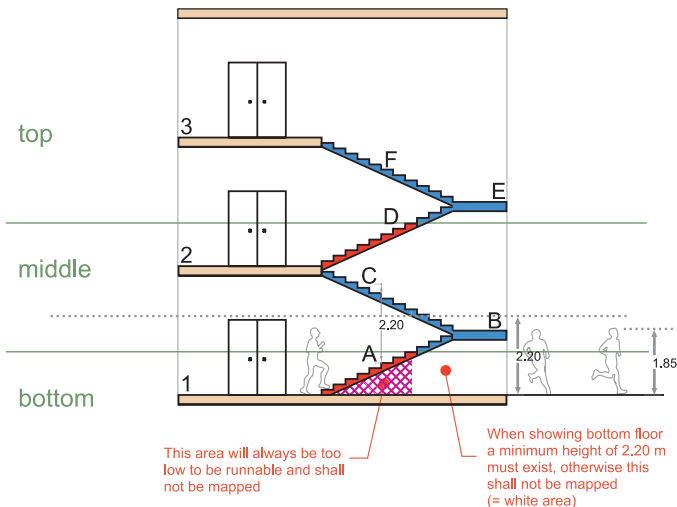 3
F
top
E
D
2
middle
C
B
2.20
A
2.20
1.85
1
bottom
This area will always be too
low to be runnable and shall
not be mapped
When showing bottom floor
a minimum height of 2.20 m
must exist, otherwise this
shall not be mapped
(= white area)